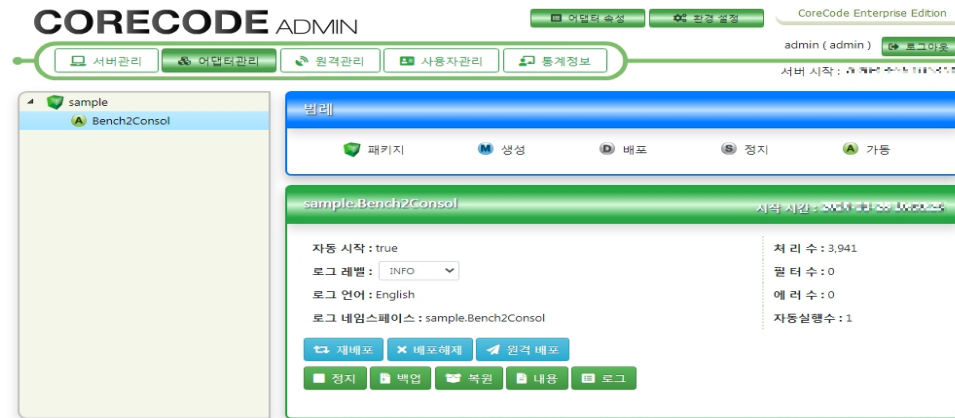 CORECODE ADMIN
어댑터 속성
환경 설정
CoreCode Enterprise Edition
admin ( admin )
로그아웃
서버관리
어댑터관리
원격관리
사용자관리
통계정보
서버 시작 :
sample
Bench2Consol
범례
패키지
M 생성
D 배포
S 정지
A 가동
sample.Bench2Consol
시작 시간 :
자동 시작 : true
처 리 수 : 3,941
로그 레벨 : INFO
필 터 수 : 0
로그 언어 : English
에 러 수 : 0
로그 네임스페이스 : sample.Bench2Consol
자동실행수 : 1
재배포
배포해제
원격 배포
정지
백업
복원
내용
로그